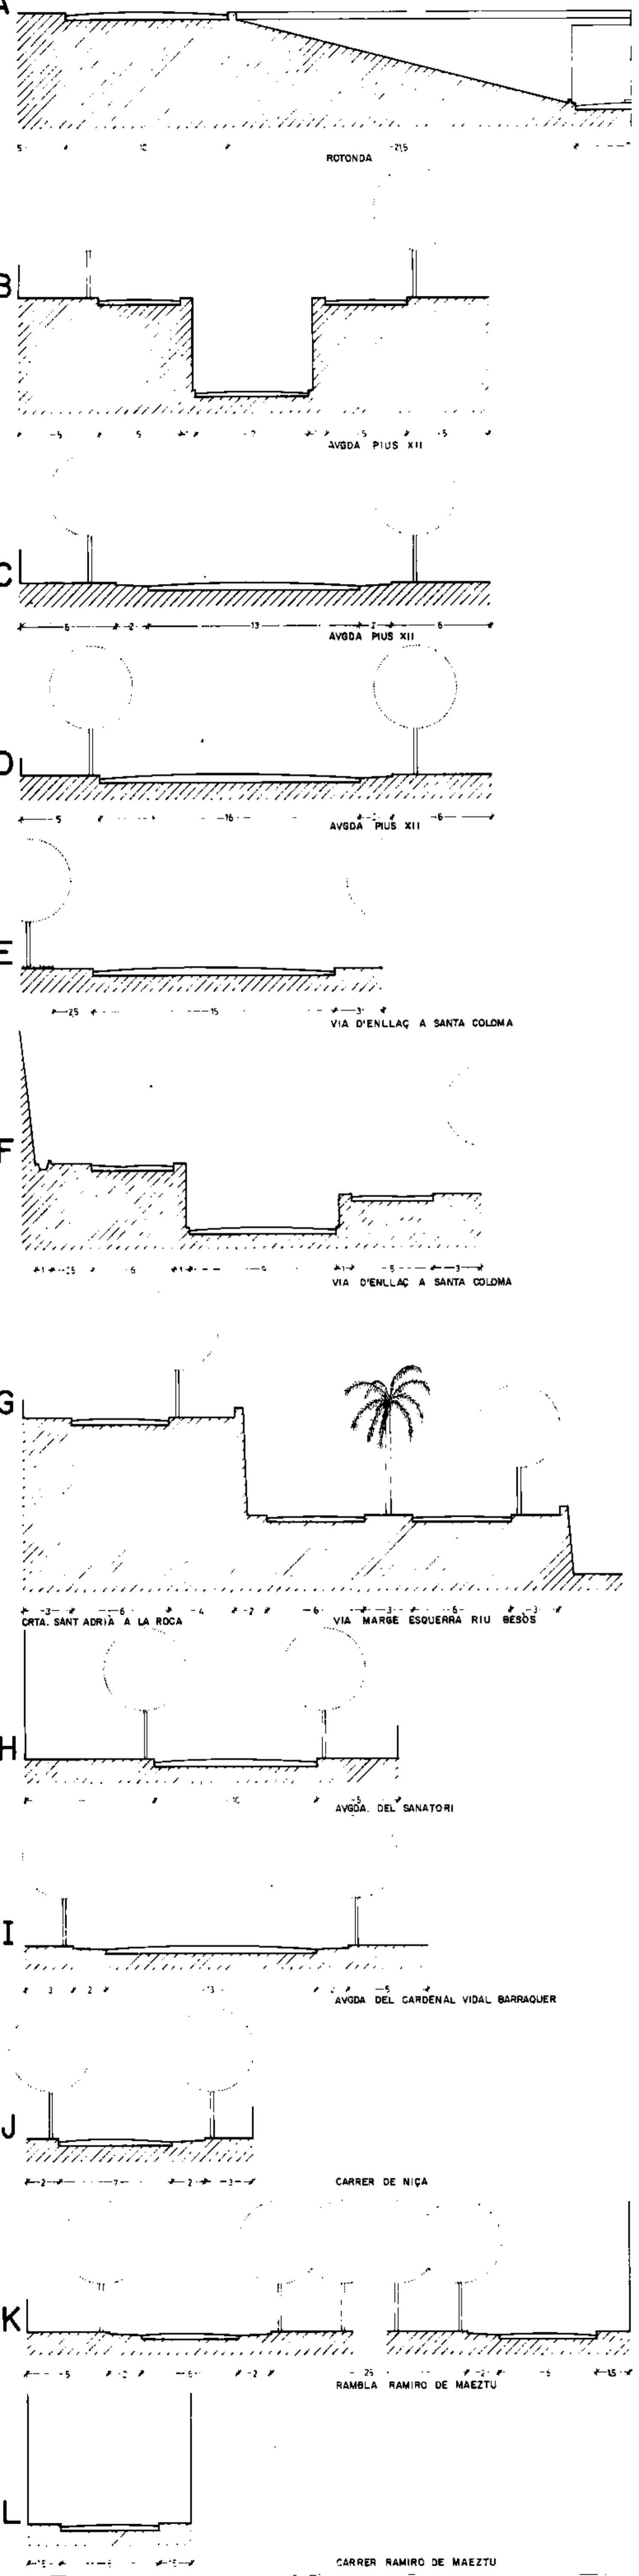 A
5 10 21,5
ROTONDA
B
5 5 5 5
AVGDA PIUS XII
C
6 2 13 2 6
AVGDA PIUS XII
D
5 16 6
AVGDA PIUS XII
E
2,5 15 3
VIA D'ENLLAÇ A SANTA COLOMA
F
1 1 9 1 5 3
VIA D'ENLLAÇ A SANTA COLOMA
G
3 6 4 2 6 3 6 3
CRTA. SANT ADRIÀ A LA ROCA VIA MARGE ESQUERRA RIU BESÒS
H
10 5
AVGDA. DEL SANATORI
I
3 2 13 5
AVGDA DEL CARDENAL VIDAL BARRAQUER
J
2 7 2 3
CARRER DE NIÇA
K
5 2 6 2 25 2 6 1,5
RAMBLA RAMIRO DE MAEZTU
L
CARRER RAMIRO DE MAEZTU